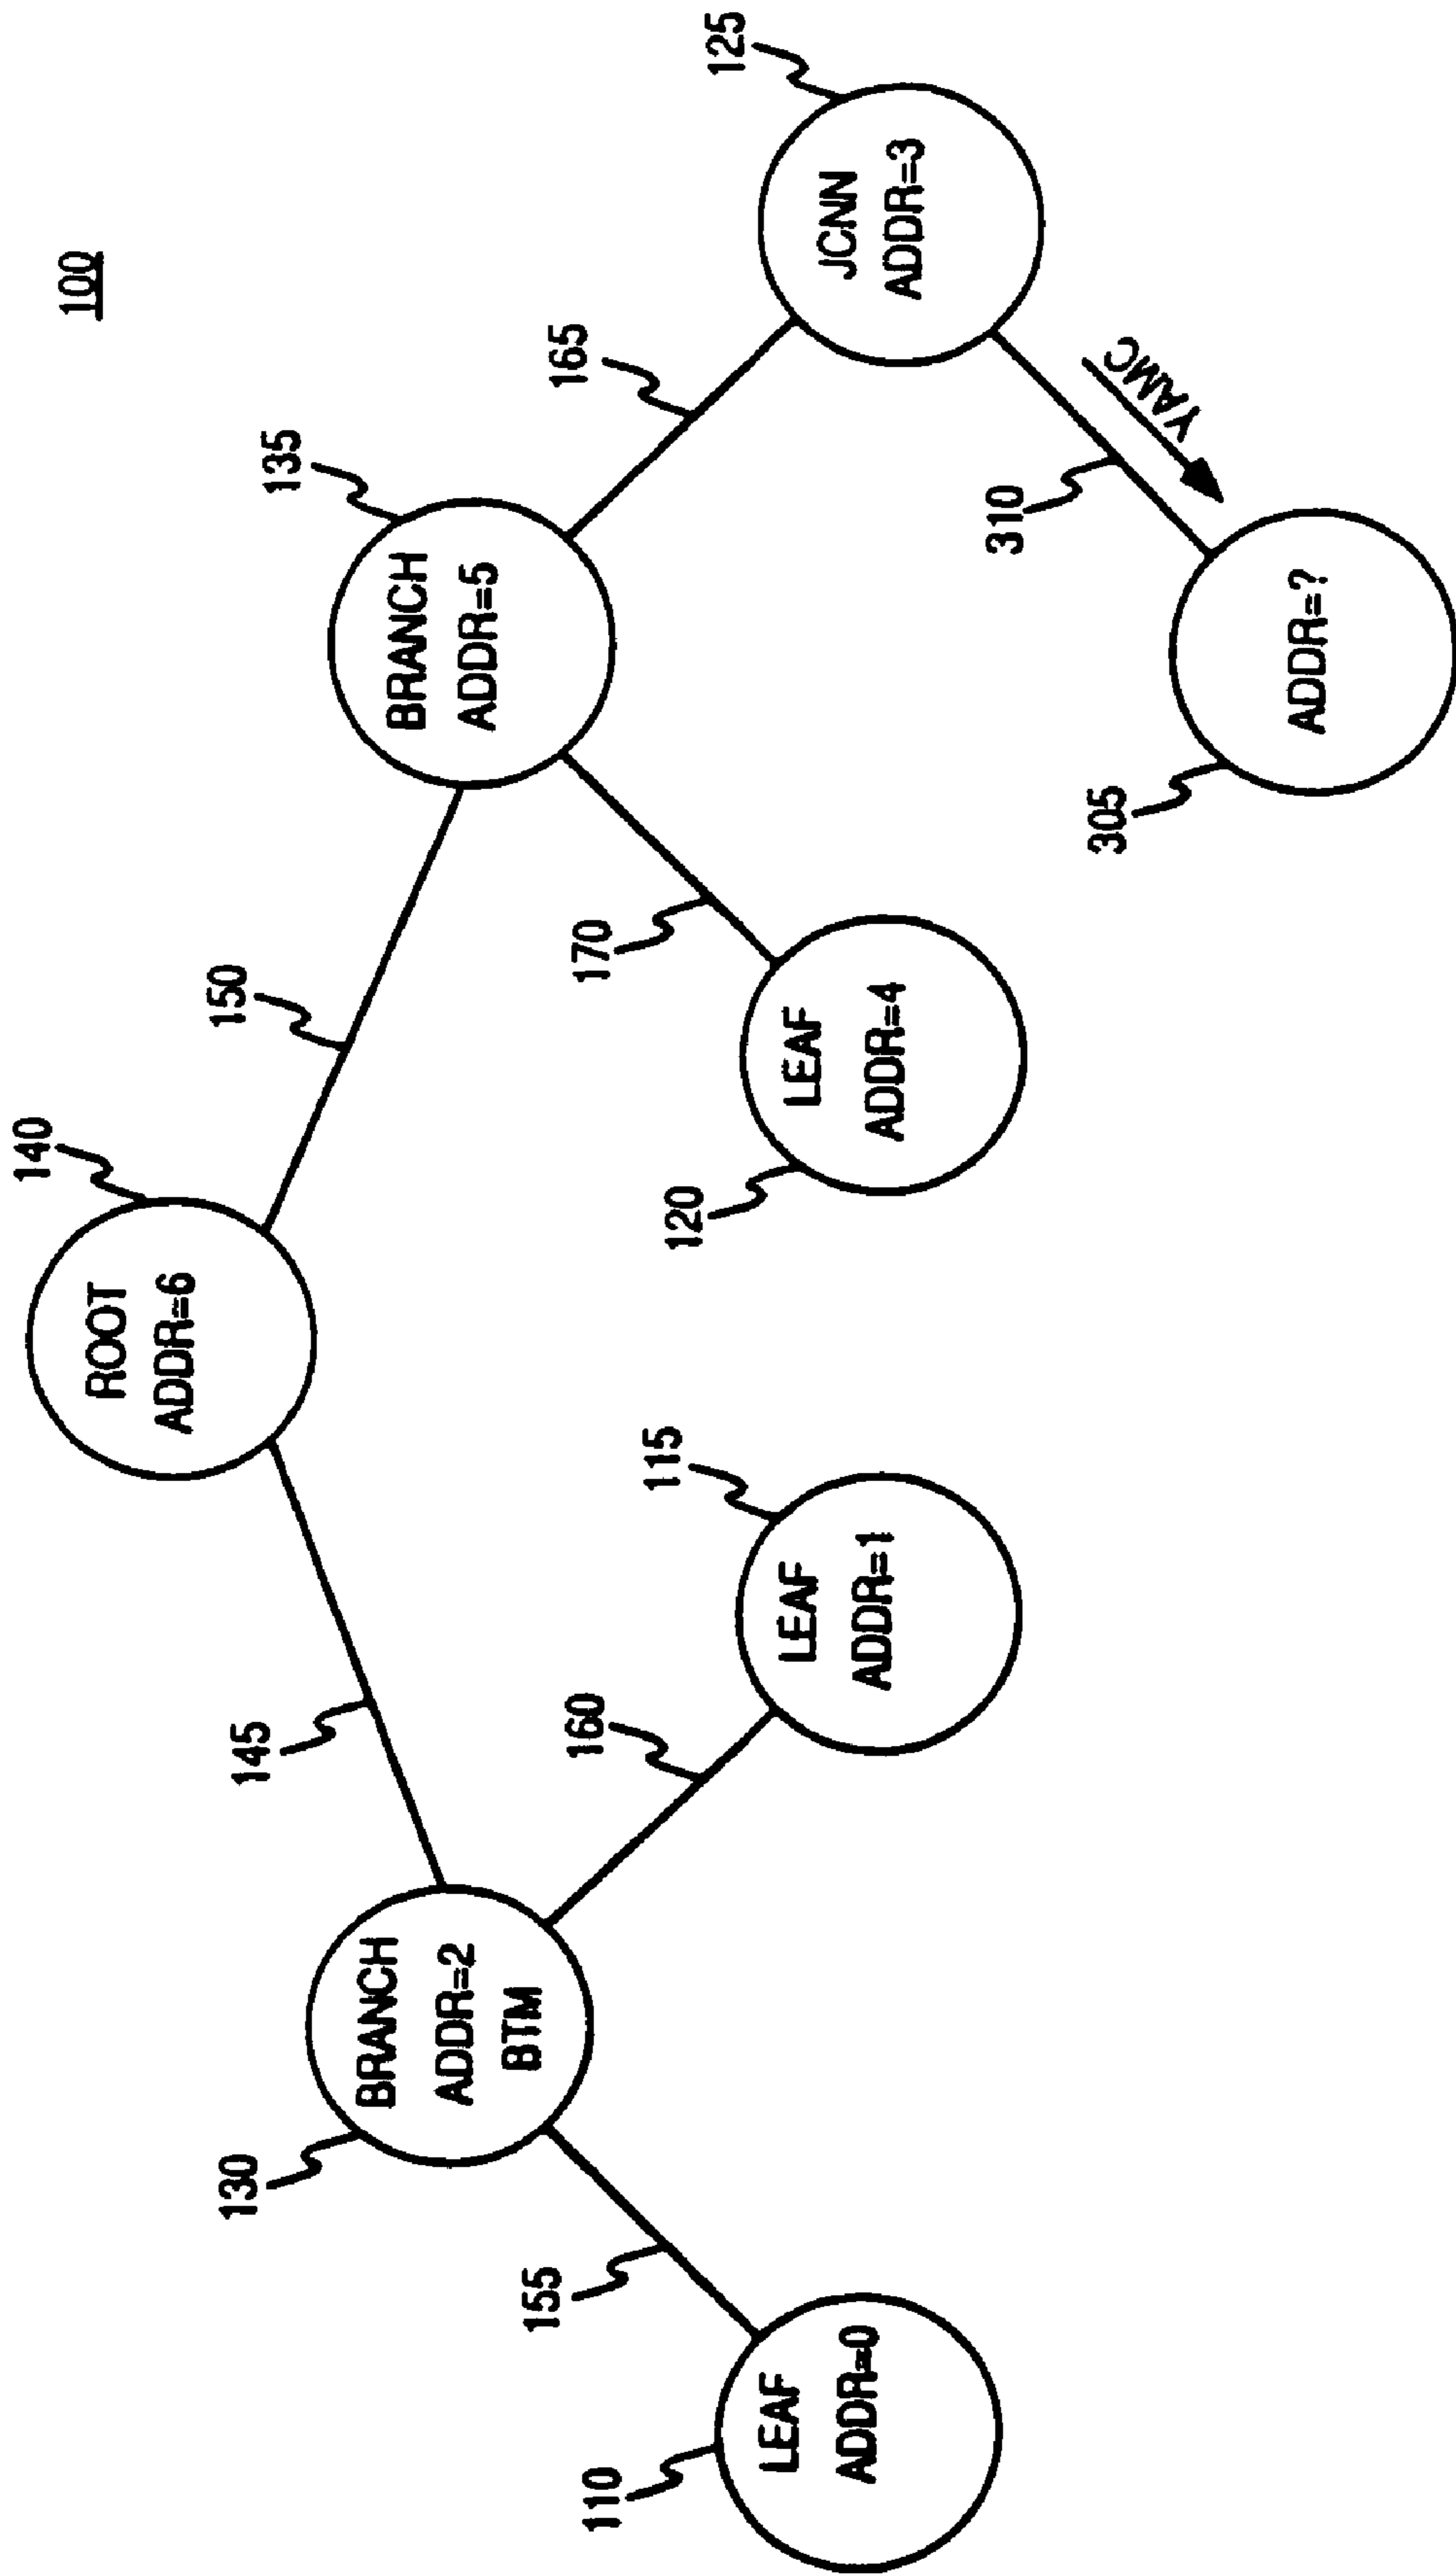 100
140
ROOT
ADDR=6
145
150
130
BRANCH
ADDR=2
BTM
135
BRANCH
ADDR=5
155
160
170
165
110
LEAF
ADDR=0
115
LEAF
ADDR=1
120
LEAF
ADDR=4
125
JCNN
ADDR=3
310
YAMC
305
ADDR=?